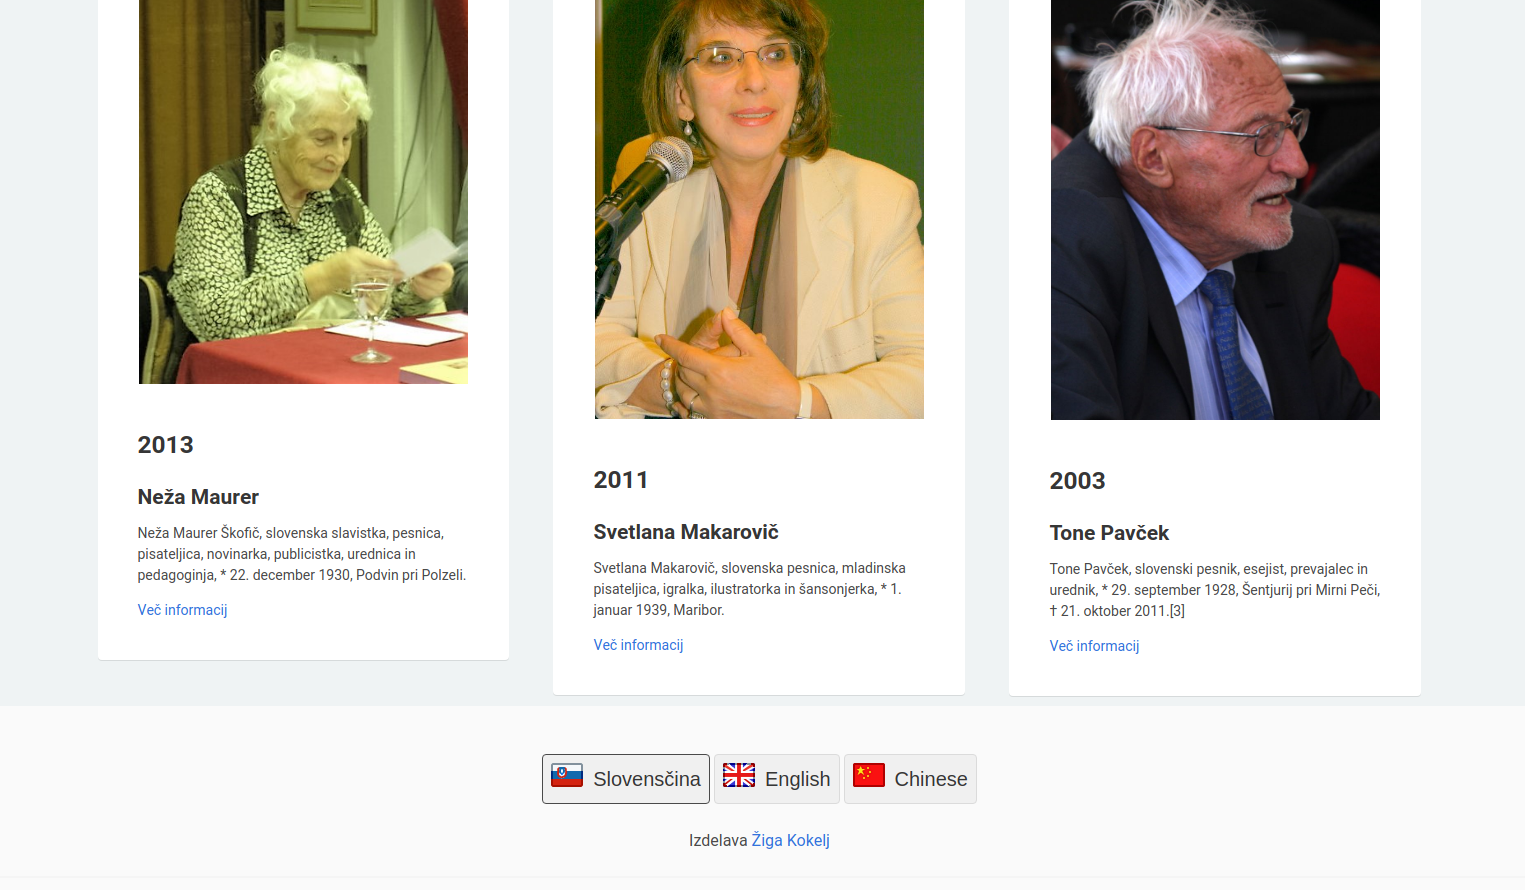 2013
Neža Maurer
Neža Maurer Škofič, slovenska slavistka, pesnica,
pisateljica, novinarka, publicistka, urednica in
pedagoginja, * 22. december 1930, Podvin pri Polzeli.
Več informacij
2011
Svetlana Makarovič
Svetlana Makarovič, slovenska pesnica, mladinska
pisateljica, igralka, ilustratorka in šansonjerka, * 1.
januar 1939, Maribor.
Več informacij
2003
Tone Pavček
Tone Pavček, slovenski pesnik, esejist, prevajalec in
urednik, * 29. september 1928, Šentjurij pri Mirni Peči,
† 21. oktober 2011.[3]
Več informacij
Slovensčina
English
Chinese
Izdelava Žiga Kokelj